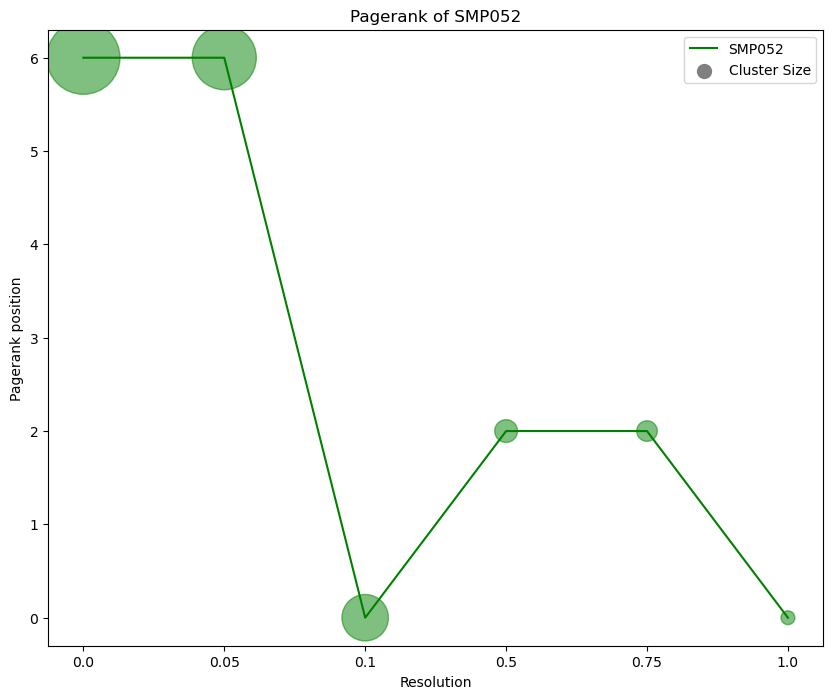 Pagerank of SMP052
SMP052
Cluster Size
Pagerank position
6
5
4
3
2
1
0
0.0 0.05 0.1 0.5 0.75 1.0
Resolution